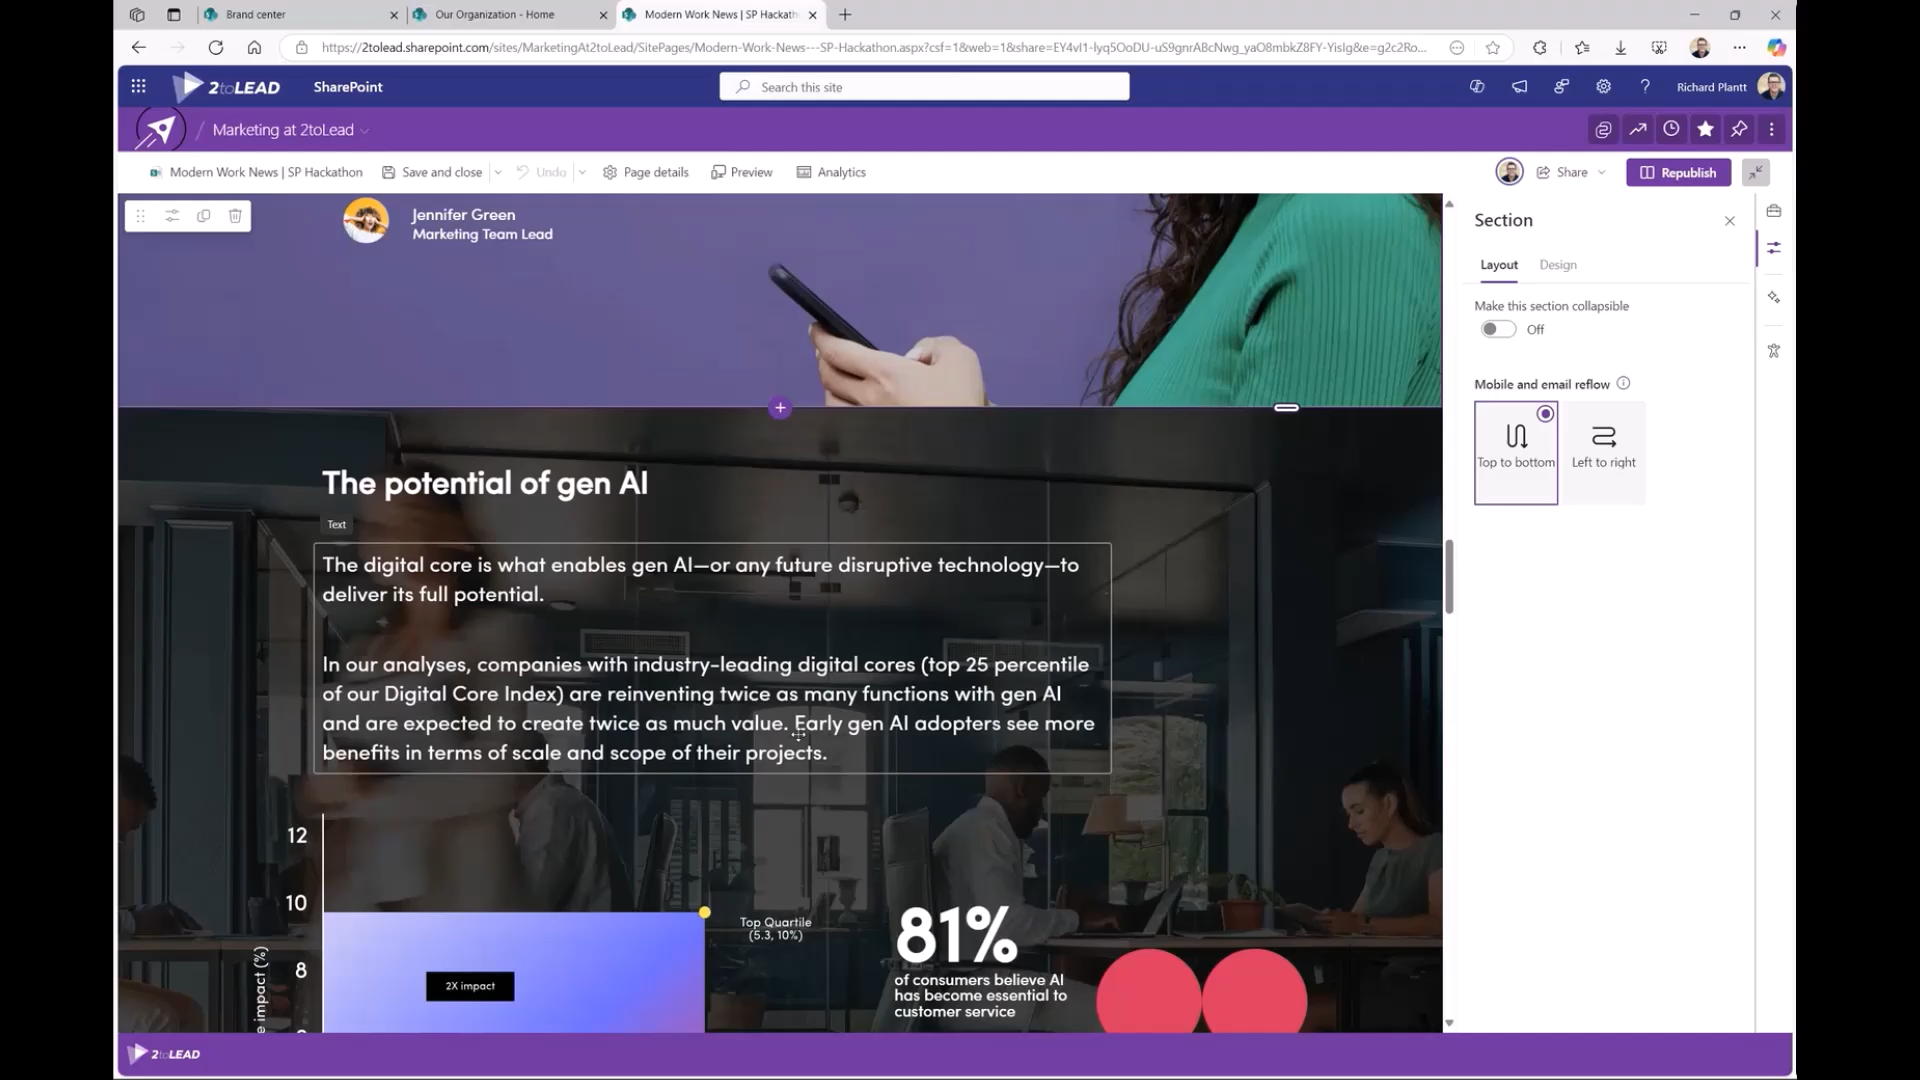 Brand center
Our Organization - Home
Modern Work News | SP Hackath
https://2tolead.sharepoint.com/sites/MarketingAt2toLead/SitePages/Modern-Work-News---SP-Hackathon.aspx?csf=1&web=1&share=EY4vI1-lyq5OoDU-uS9gnrABcNwg_yaO8mbkZ8FY-YisIg&e=g2c2Ro...
2toLEAD
SharePoint
Search this site
Richard Plantt
/ Marketing at 2toLead
Modern Work News | SP Hackathon
Save and close
Undo
Page details
Preview
Analytics
Share
Republish
Jennifer Green
Marketing Team Lead
The potential of gen AI
Text
The digital core is what enables gen AI—or any future disruptive technology—to
deliver its full potential.
In our analyses, companies with industry-leading digital cores (top 25 percentile
of our Digital Core Index) are reinventing twice as many functions with gen AI
and are expected to create twice as much value. Early gen AI adopters see more
benefits in terms of scale and scope of their projects.
12
10
8
e impact (%)
2X impact
Top Quartile
(5.3, 10%)
81%
of consumers believe AI
has become essential to
customer service
Section
Layout
Design
Make this section collapsible
Off
Mobile and email reflow
Top to bottom
Left to right
2toLEAD